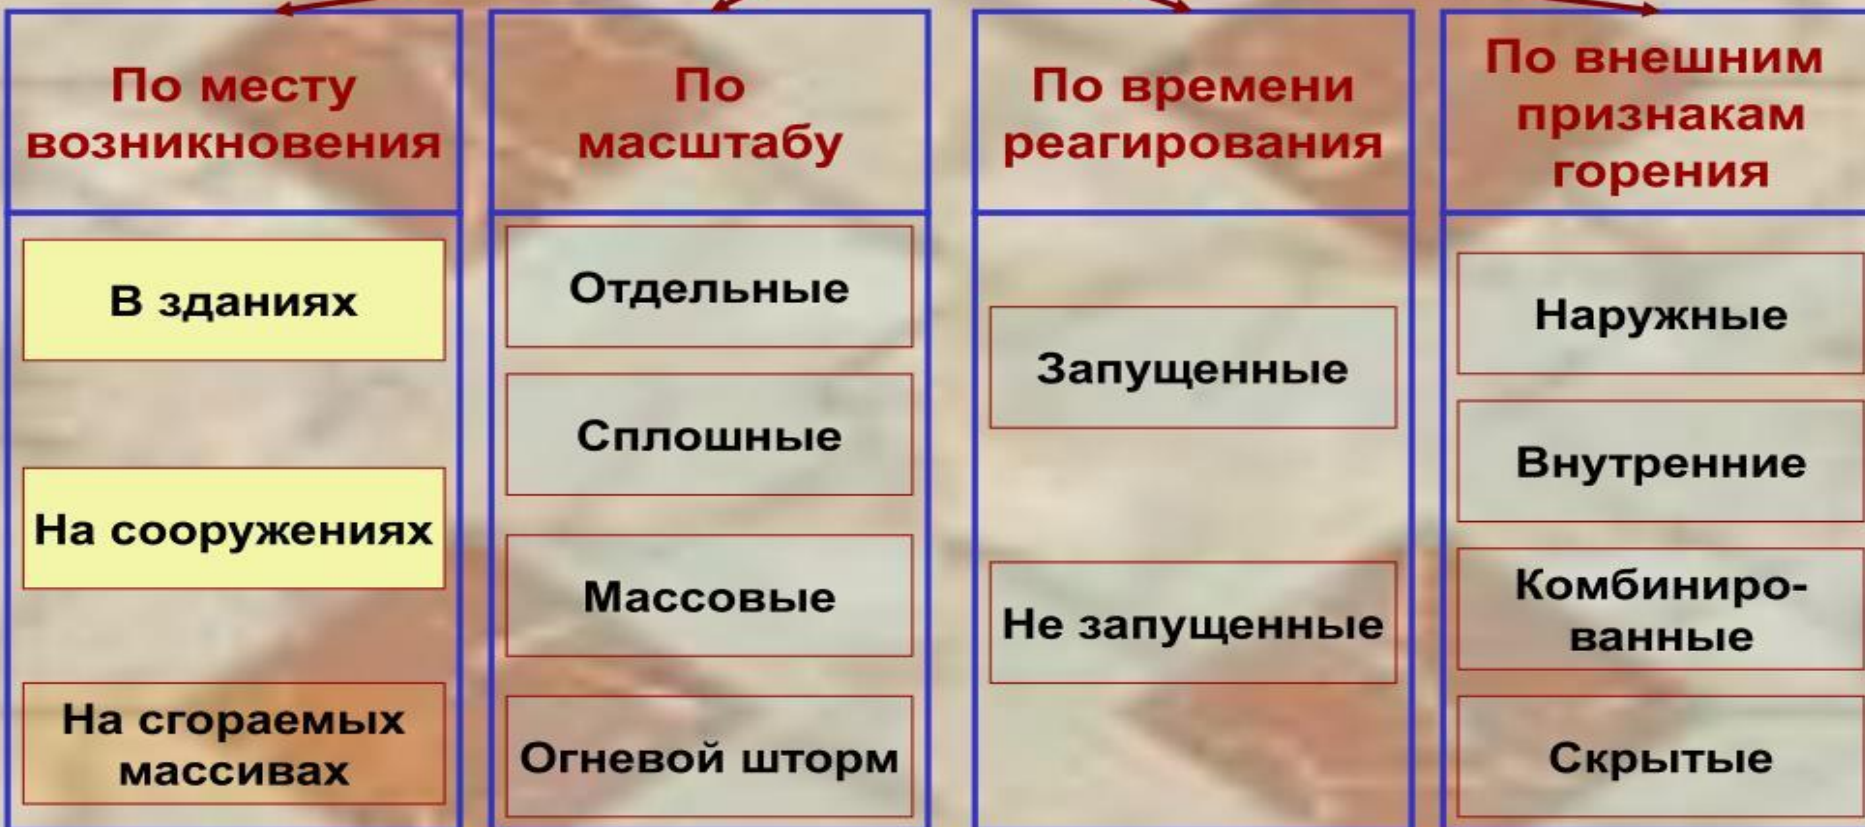 По месту
возникновения
В зданиях
На сооружениях
На сгораемых
массивах
По
масштабу
Отдельные
Сплошные
Массовые
Огневой шторм
По времени
реагирования
Запущенные
Не запущенные
По внешним
признакам
горения
Наружные
Внутренние
Комбиниро-
ванные
Скрытые